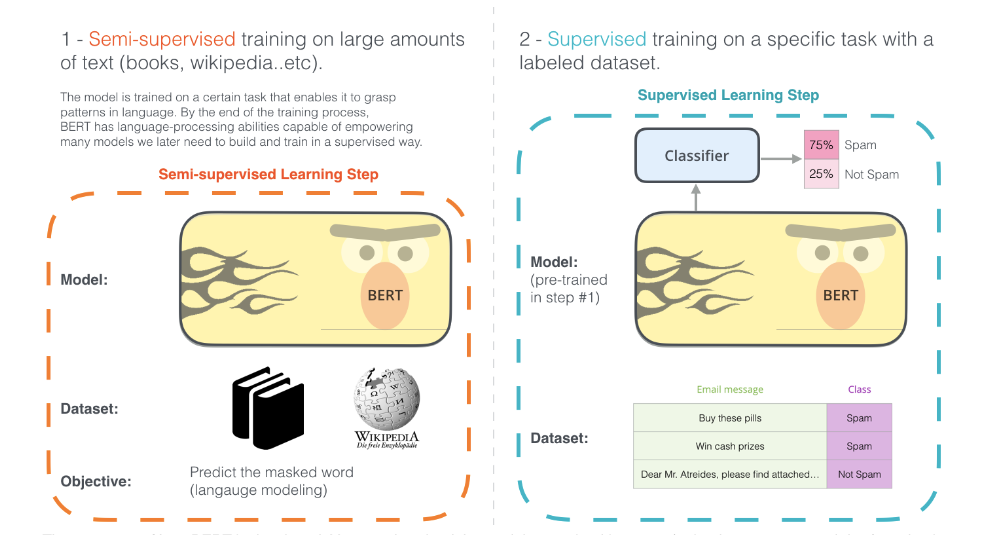 1 - Semi-supervised training on large amounts
of text (books, wikipedia..etc).
The model is trained on a certain task that enables it to grasp
patterns in language. By the end of the training process,
BERT has language-processing abilities capable of empowering
many models we later need to build and train in a supervised way.
Semi-supervised Learning Step
Model:
BERT
Dataset:
WIKIPEDIA
Die freie Enzyklopädie
Objective:
Predict the masked word
(langauge modeling)
2 - Supervised training on a specific task with a
labeled dataset.
Supervised Learning Step
Classifier
75% Spam
25% Not Spam
Model:
(pre-trained
in step #1)
BERT
Email message Class
Buy these pills Spam
Win cash prizes Spam
Dear Mr. Atreides, please find attached... Not Spam
Dataset: